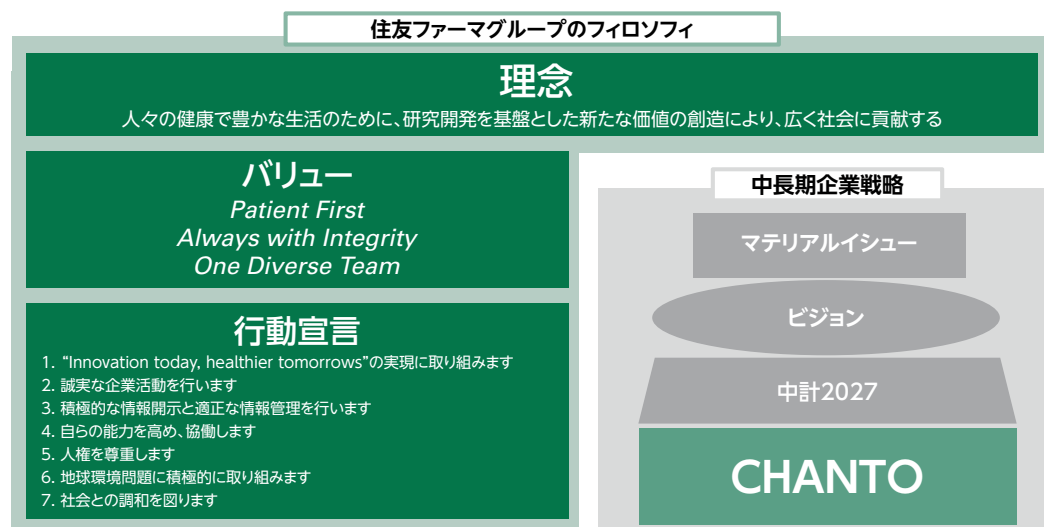 住友ファーマグループのフィロソフィ
理念
人々の健康で豊かな生活のために、研究開発を基盤とした新たな価値の創造により、広く社会に貢献する
バリュー
Patient First
Always with Integrity
One Diverse Team
行動宣言
1. “Innovation today, healthier tomorrows”の実現に取り組みます
2. 誠実な企業活動を行います
3. 積極的な情報開示と適正な情報管理を行います
4. 自らの能力を高め、協働します
5. 人権を尊重します
6. 地球環境問題に積極的に取り組みます
7. 社会との調和を図ります
中長期企業戦略
マテリアルイシュー
ビジョン
中計2027
CHANTO